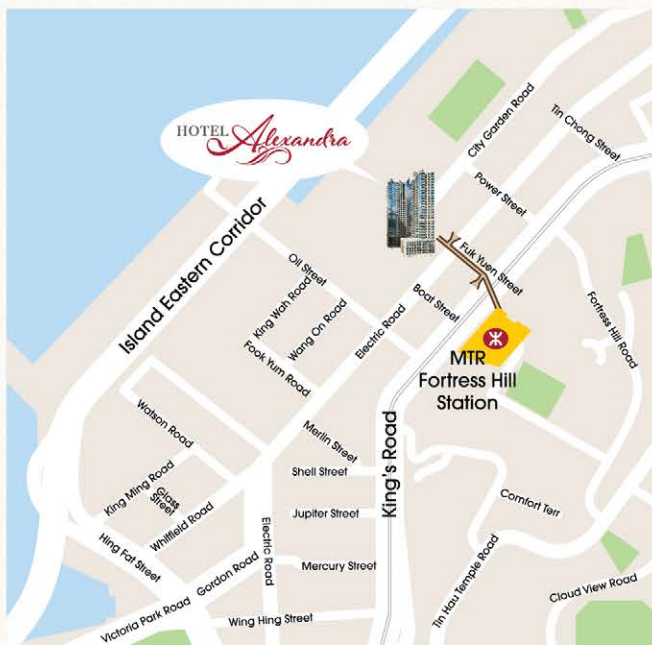 HOTEL Alexandra
City Garden Road
Tin Chong Street
Power Street
Island Eastern Corridor
Fuk Yuen Street
Oil Street
Boat Street
King Wah Road
Wang On Road
Electric Road
Fortress Hill Road
Fook Yum Road
MTR
Fortress Hill
Station
Watson Road
Merlin Street
King's Road
Shell Street
King Ming Road
Glass
Street
Comfort Terr
Whitfield Road
Jupiter Street
Electric Road
Hing Fat Street
Gordon Road
Mercury Street
Tin Hau Temple Road
Cloud View Road
Victoria Park Road
Wing Hing Street